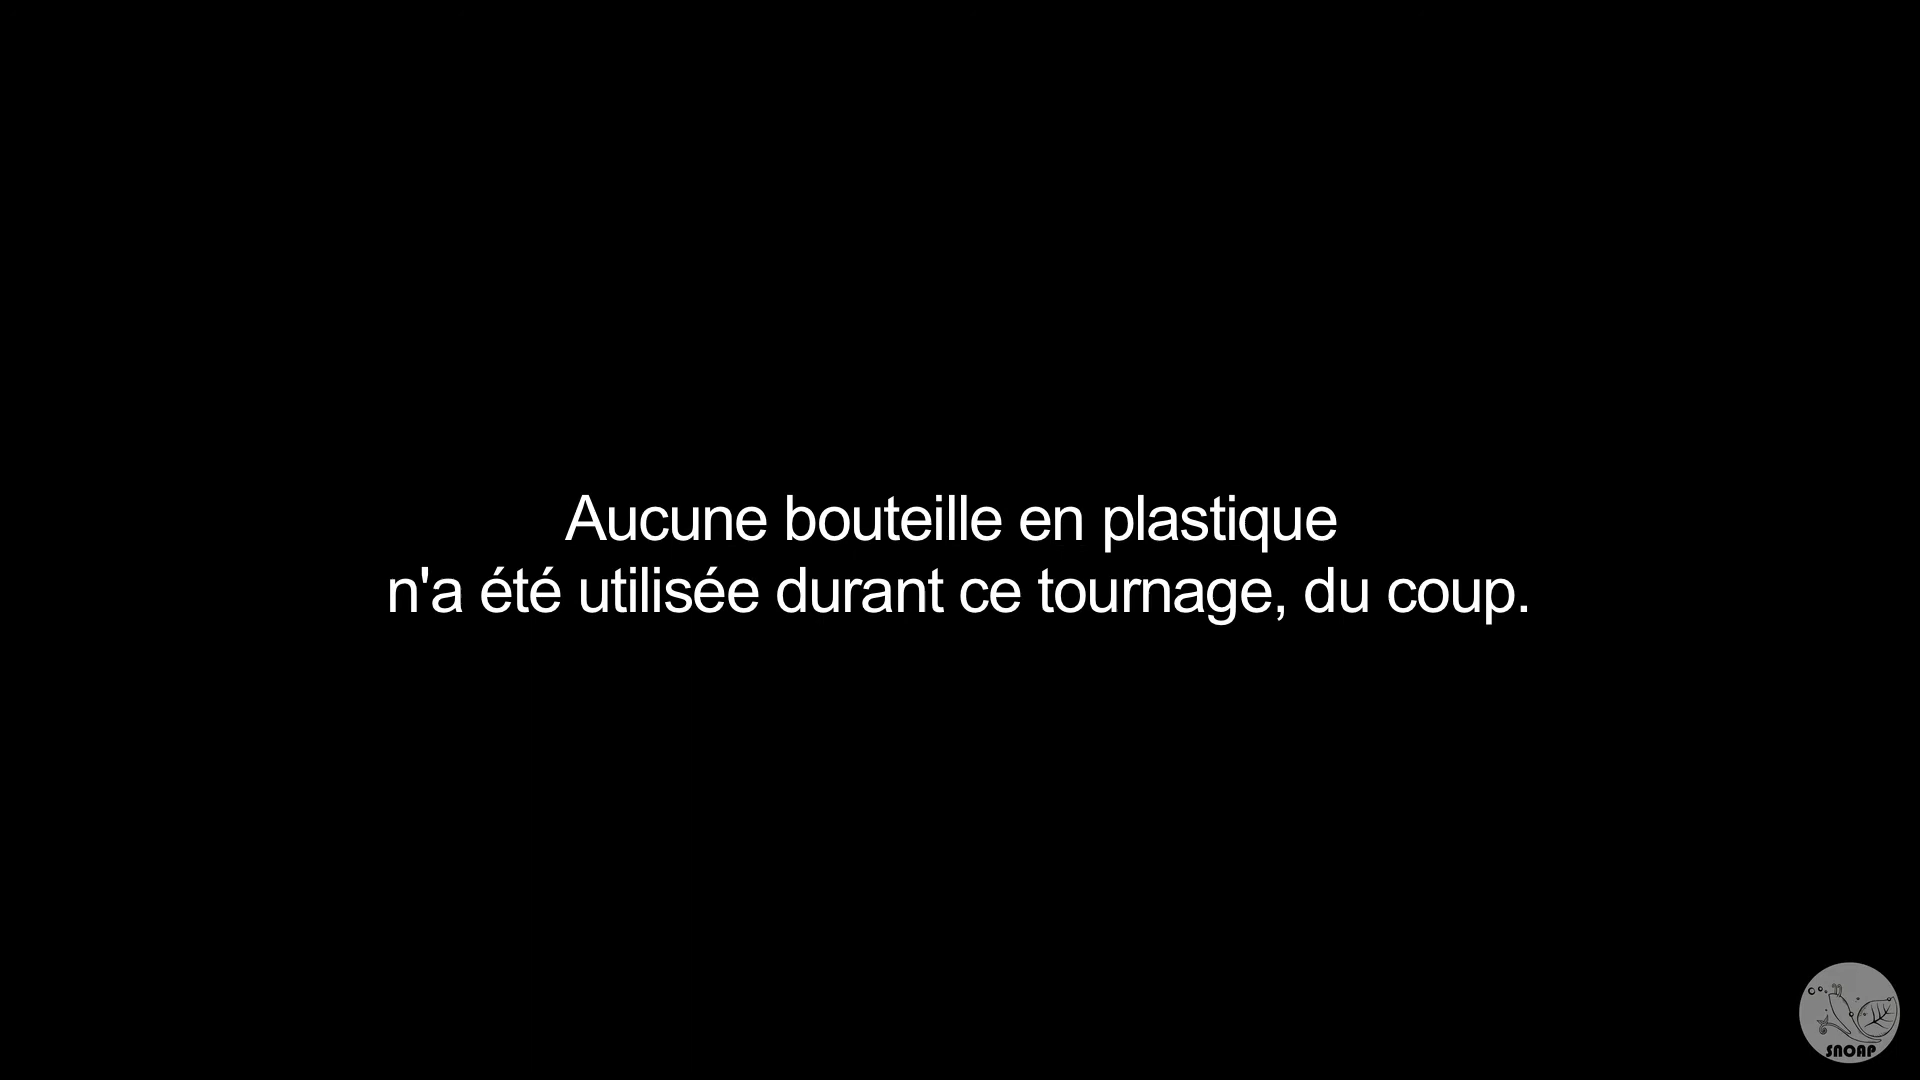 Aucune bouteille en plastique
n'a été utilisée durant ce tournage, du coup.
SNOAP